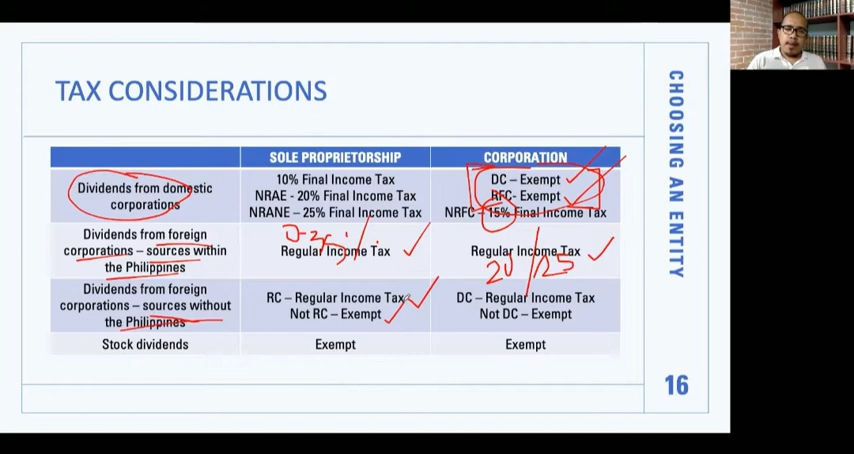 TAX CONSIDERATIONS
SOLE PROPRIETORSHIP
CORPORATION
Dividends from domestic
corporations
10% Final Income Tax
NRAE - 20% Final Income Tax
NRANE – 25% Final Income Tax
DC – Exempt
RFC- Exempt
NRFC – 15% Final Income Tax
Dividends from foreign
corporations – sources within
the Philippines
0-35%
Regular Income Tax
Regular Income Tax
20/25
Dividends from foreign
corporations – sources without
the Philippines
RC – Regular Income Tax
Not RC – Exempt
DC – Regular Income Tax
Not DC – Exempt
Stock dividends
Exempt
Exempt
CHOOSING AN ENTITY
16